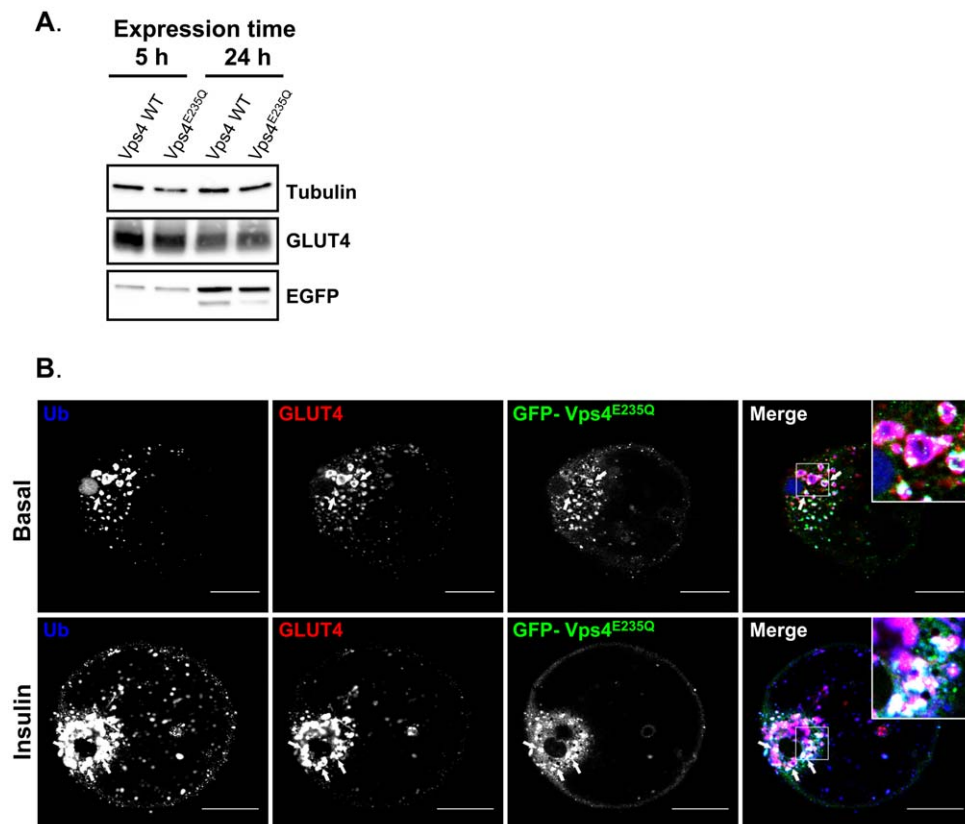 A.
Expression time
5 h 24 h
Vps4 WT Vps4E235Q Vps4 WT Vps4E235Q
Tubulin
GLUT4
EGFP
B.
Ub GLUT4 GFP- Vps4E235Q Merge
Basal
Ub GLUT4 GFP- Vps4E235Q Merge
Insulin